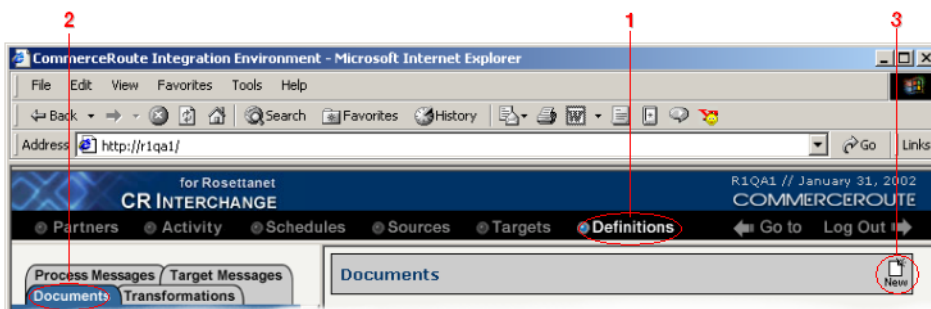 2 1 3
CommerceRoute Integration Environment - Microsoft Internet Explorer
File Edit View Favorites Tools Help
Back Search Favorites History
Address http://r1qa1/ Go Links
for Rosettanet R1QA1 // January 31, 2002
CR INTERCHANGE COMMERCEROUTE
Partners Activity Schedules Sources Targets Definitions Go to Log Out
Process Messages Target Messages Documents
Documents Transformations New